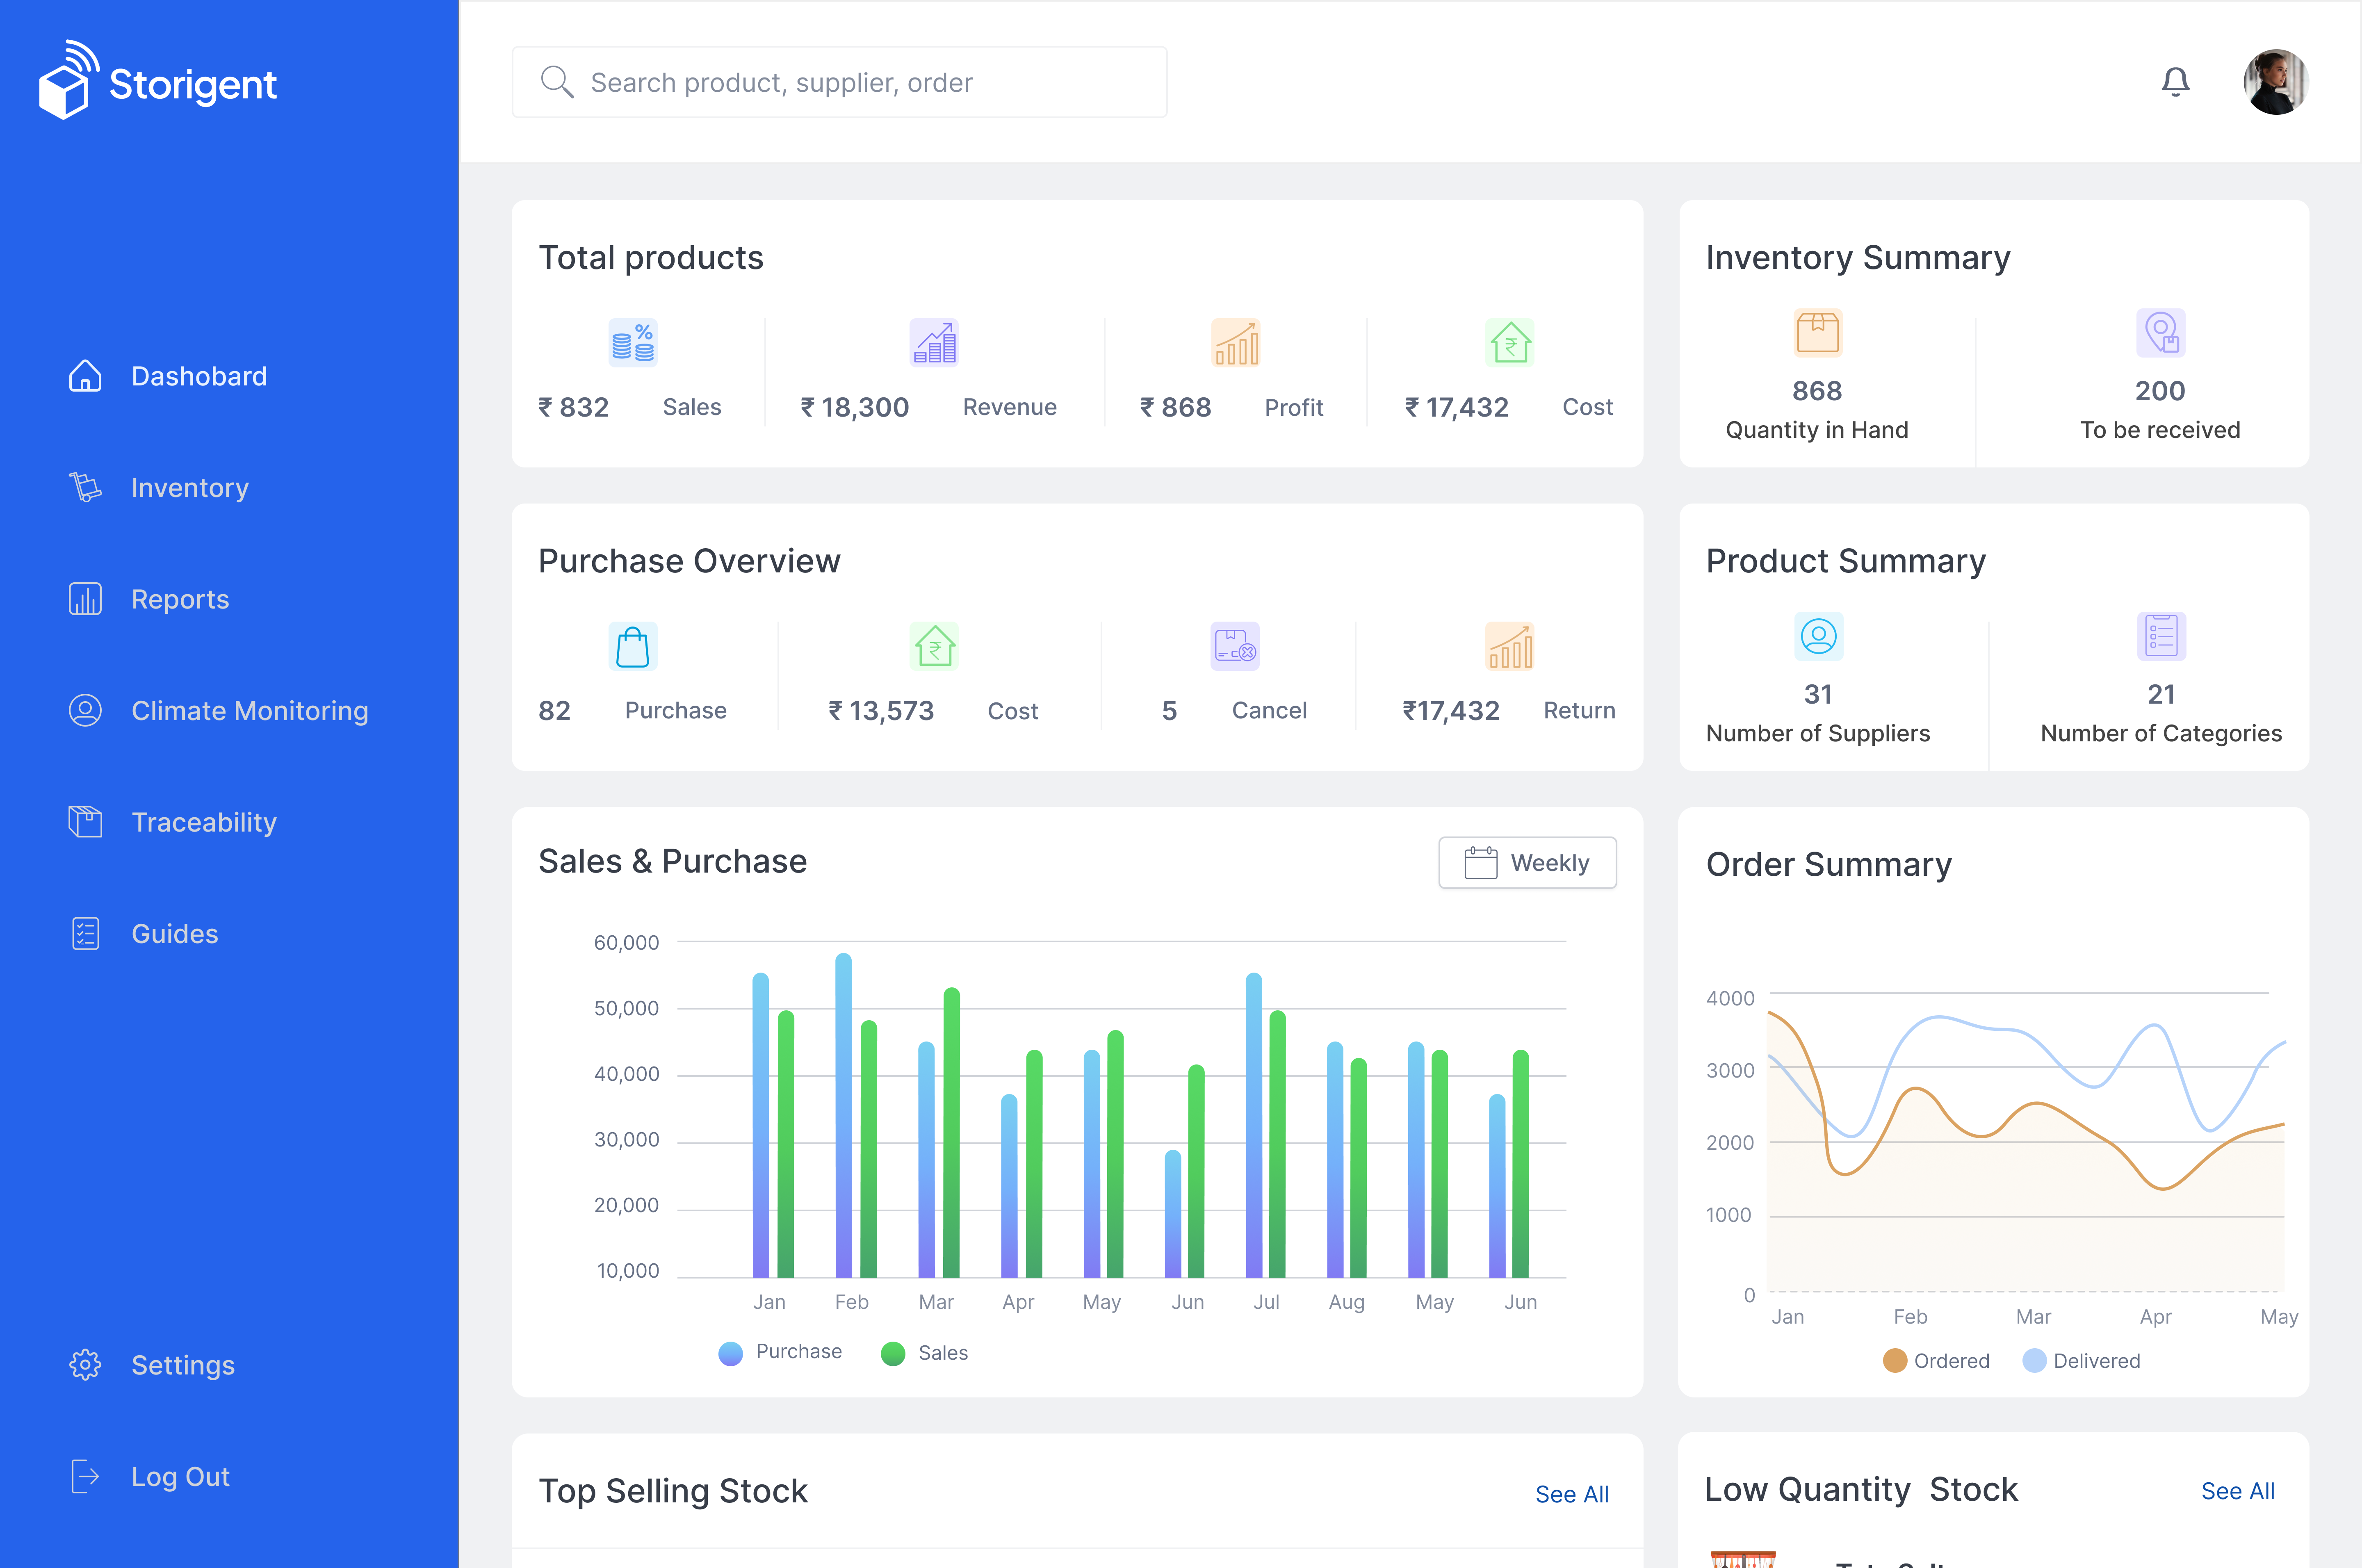 Storigent
Search product, supplier, order
Dashobard
Inventory
Reports
Climate Monitoring
Traceability
Guides
Settings
Log Out
Total products
₹ 832 Sales
₹ 18,300 Revenue
₹ 868 Profit
₹ 17,432 Cost
Inventory Summary
868
Quantity in Hand
200
To be received
Purchase Overview
82 Purchase
₹ 13,573 Cost
5 Cancel
₹17,432 Return
Product Summary
31
Number of Suppliers
21
Number of Categories
Sales & Purchase
Weekly
60,000
50,000
40,000
30,000
20,000
10,000
Jan Feb Mar Apr May Jun Jul Aug May Jun
Purchase Sales
Order Summary
4000
3000
2000
1000
0
Jan Feb Mar Apr May
Ordered Delivered
Top Selling Stock
See All
Low Quantity Stock
See All